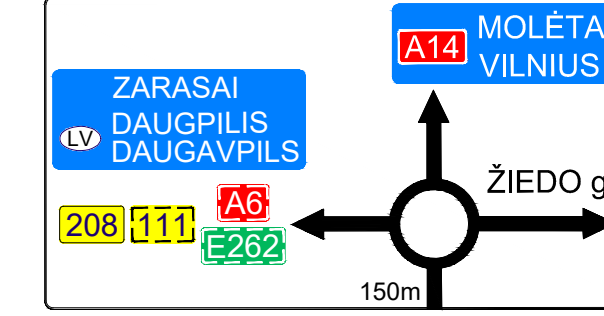 A14
MOLĖTA
VILNIUS
ZARASAI
LV
DAUGPILIS
DAUGAVPILS
ŽIEDO g
208 111
A6
E262
150m